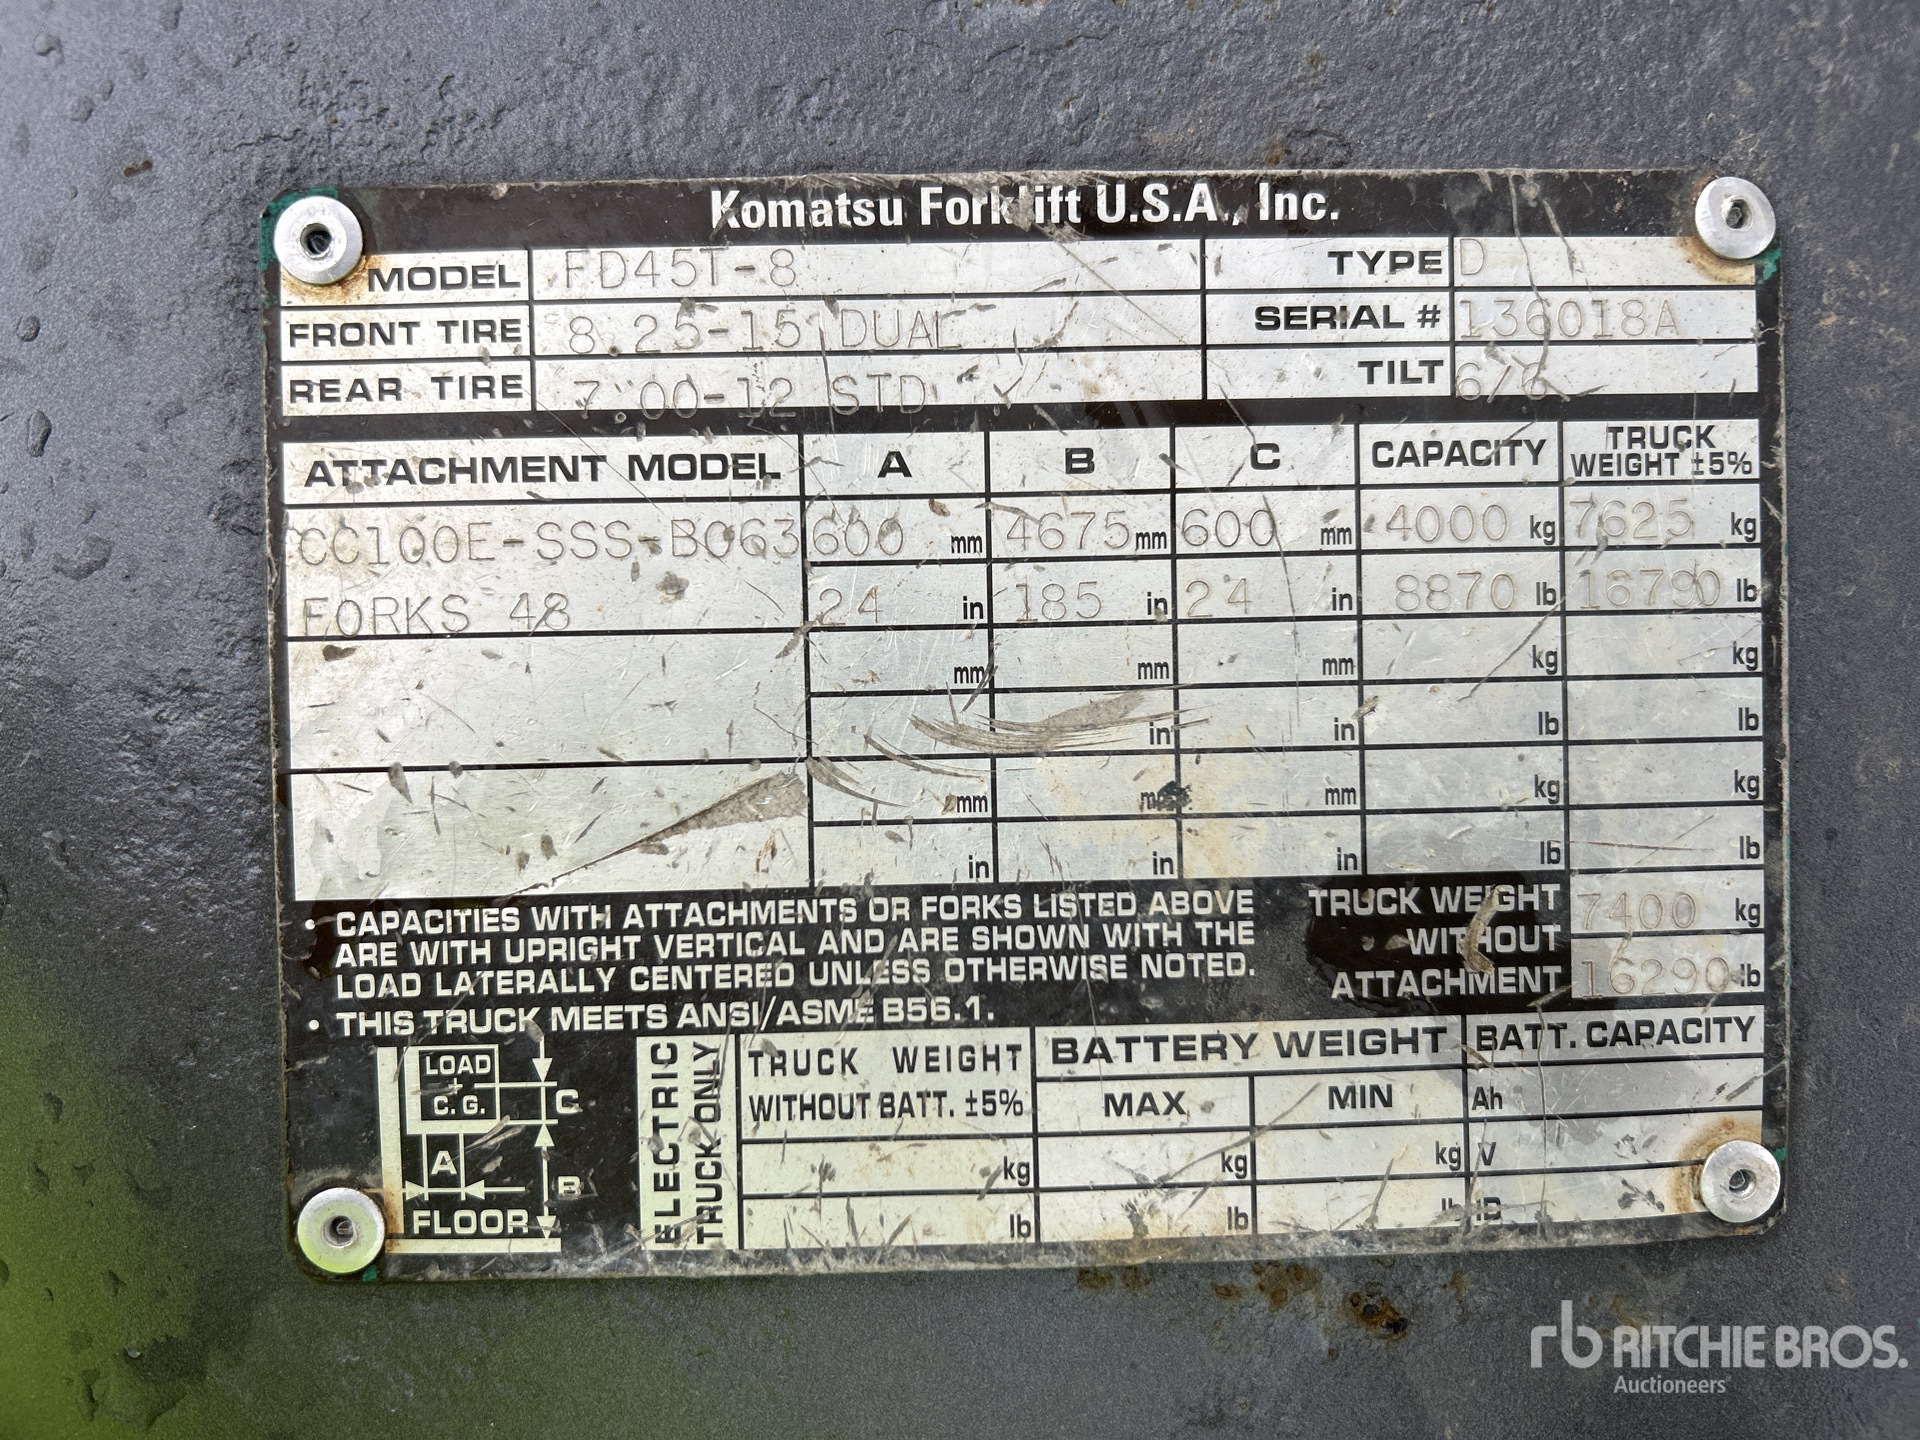 Komatsu Forklift U.S.A., Inc.
MODEL FD45T-8 TYPE D
FRONT TIRE 8.25-15 DUAL SERIAL # 136018A
REAR TIRE 7.00-12 STD TILT 6/6
ATTACHMENT MODEL A B C CAPACITY TRUCK WEIGHT ±5%
CC100E-SSS-B063 600 mm 4675 mm 600 mm 4000 kg 7625 kg
FORKS 48 24 in 185 in 24 in 8870 lb 16790 lb
mm mm mm kg kg
in in lb lb
mm mm mm kg kg
in in in lb lb
• CAPACITIES WITH ATTACHMENTS OR FORKS LISTED ABOVE
ARE WITH UPRIGHT VERTICAL AND ARE SHOWN WITH THE
LOAD LATERALLY CENTERED UNLESS OTHERWISE NOTED.
• THIS TRUCK MEETS ANSI/ASME B56.1.
TRUCK WEIGHT
WITHOUT
ATTACHMENT
7400 kg
16290 lb
LOAD
C.G.
C
A
B
FLOOR
ELECTRIC
TRUCK ONLY
TRUCK WEIGHT
WITHOUT BATT. ±5%
kg
lb
BATTERY WEIGHT
MAX MIN
kg kg
lb lb
BATT. CAPACITY
Ah
V
rb RITCHIE BROS.
Auctioneers